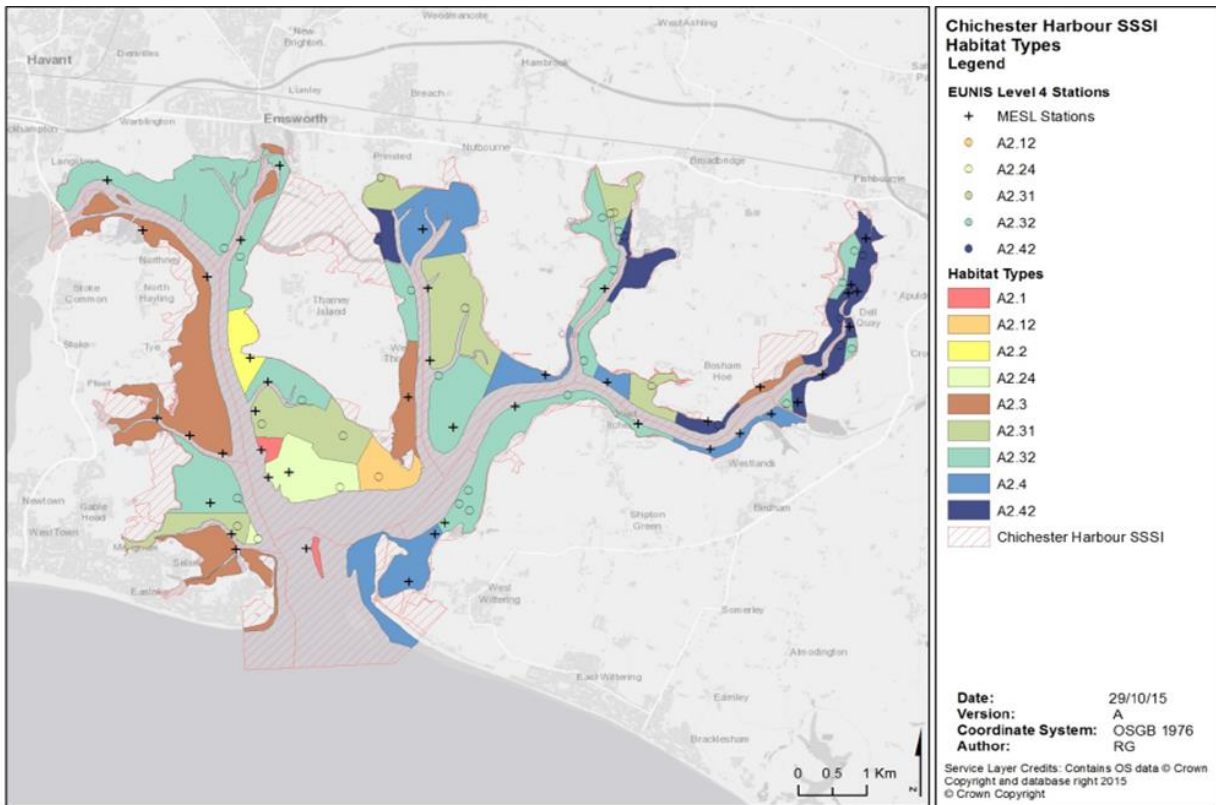 Woodmancote
West Ashling
New
Brighton
Denvilles
Havant
Hambrook
Lumley
Breach
Warblington
Emsworth
Nutbourne
Prinsted
Broadbridge
Fishbourne
Northney
Stoke
Common
North
Hayling
Thorney
Island
Dell
Quay
Stoke
Tye
Bosham
Hoe
Fleet
Westlands
Birdham
Newtown
Gable
Head
West Town
Shipton
Green
West
Wittering
Somerley
Almodington
East Wittering
Earnley
Bracklesham
0 0.5 1 Km
N
Chichester Harbour SSSI
Habitat Types
Legend
EUNIS Level 4 Stations
MESL Stations
A2.12
A2.24
A2.31
A2.32
A2.42
Habitat Types
A2.1
A2.12
A2.2
A2.24
A2.3
A2.31
A2.32
A2.4
A2.42
Chichester Harbour SSSI
Date: 29/10/15
Version: A
Coordinate System: OSGB 1976
Author: RG
Service Layer Credits: Contains OS data © Crown
Copyright and database right 2015
© Crown Copyright